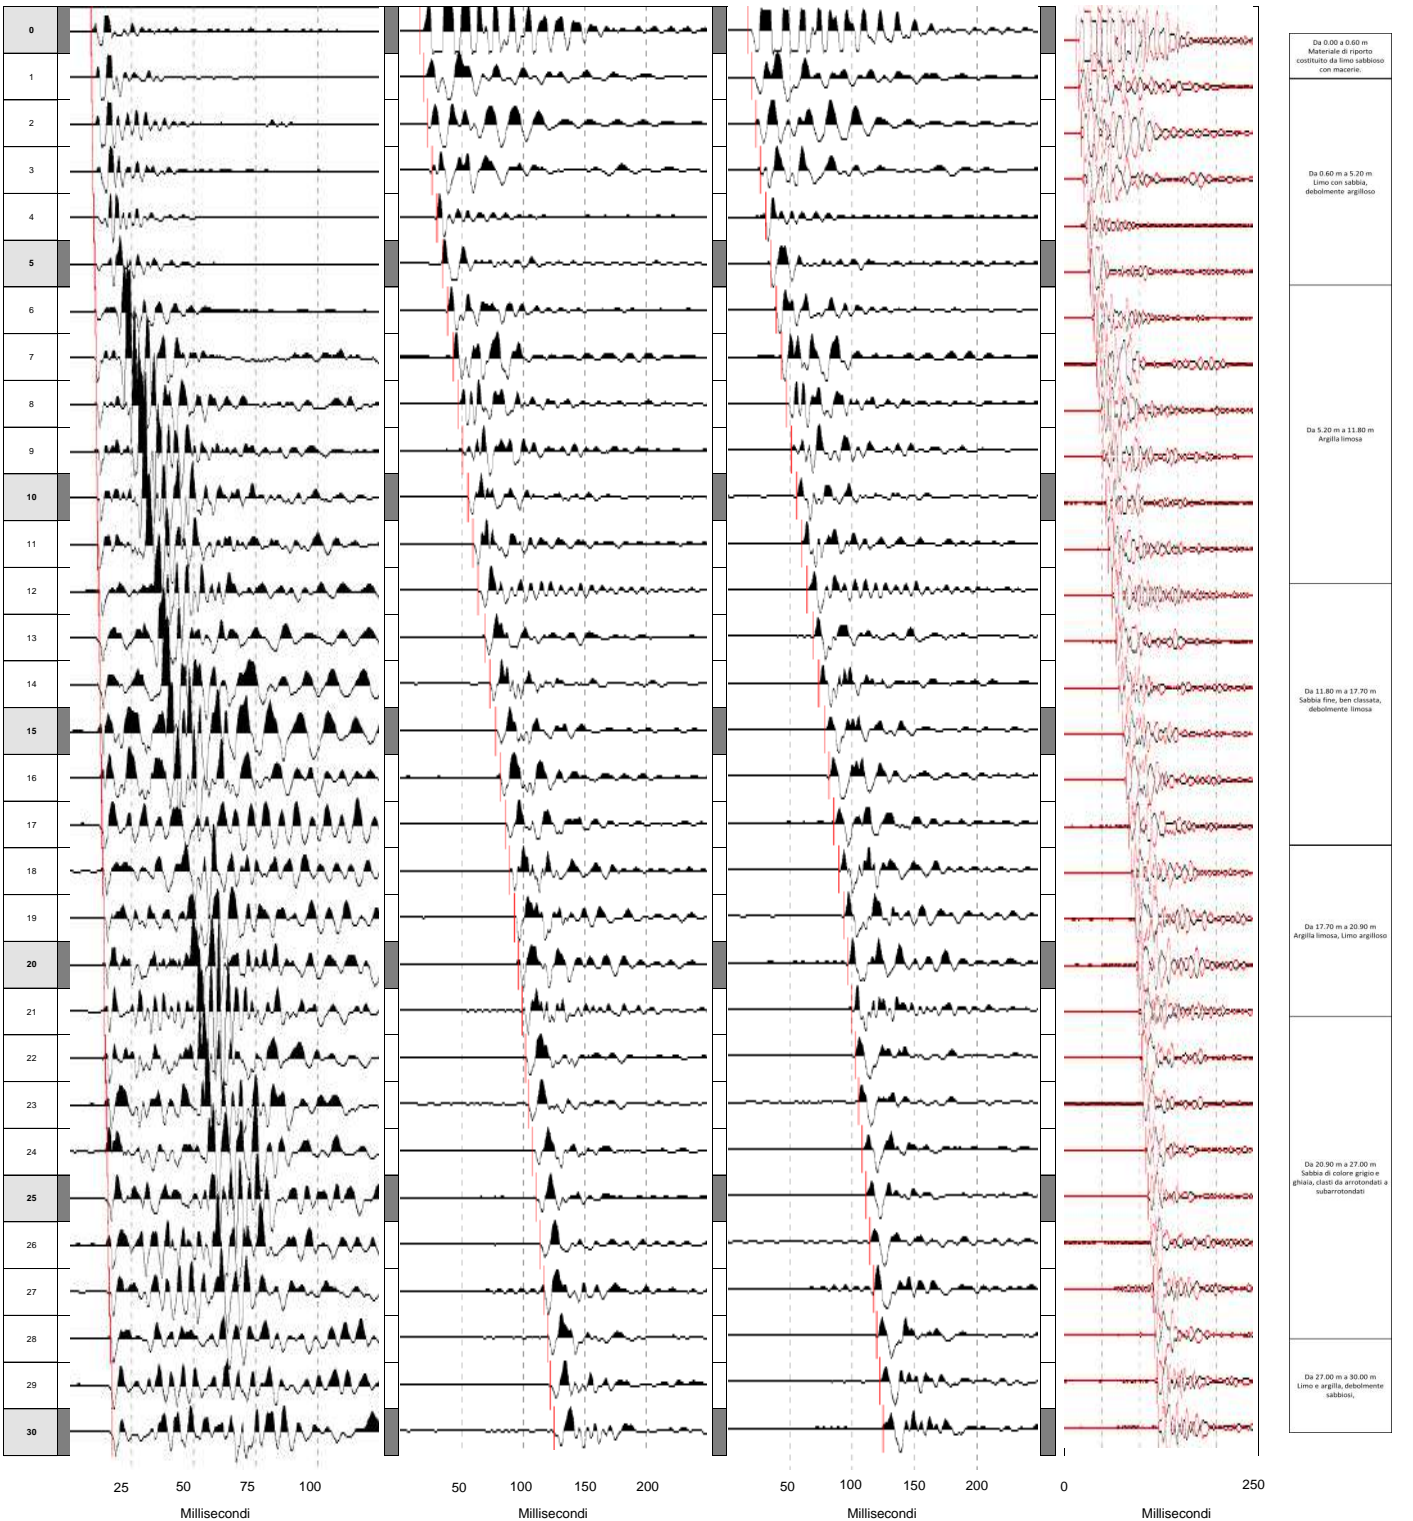 0
1
2
3
4
5
6
7
8
9
10
11
12
13
14
15
16
17
18
19
20
21
22
23
24
25
26
27
28
29
30
25 50 75 100
Millisecondi
50 100 150 200
Millisecondi
50 100 150 200
Millisecondi
0 250
Millisecondi
Da 0.00 a 0.60 m
Materiale di riporto
costituito da limo sabbioso
con macerie.
Da 0.60 m a 5.20 m
Limo con sabbia,
debolmente argilloso
Da 5.20 m a 11.80 m
Argilla limosa
Da 11.80 m a 17.70 m
Sabbia fine, ben classata,
debolmente limosa
Da 17.70 m a 20.90 m
Argilla limosa, Limo argilloso
Da 20.90 m a 27.00 m
Sabbia di colore grigio e
ghiaia, clasti da arrotondati a
subarrotondati
Da 27.00 m a 30.00 m
Limo e argilla, debolmente
sabbiosi,